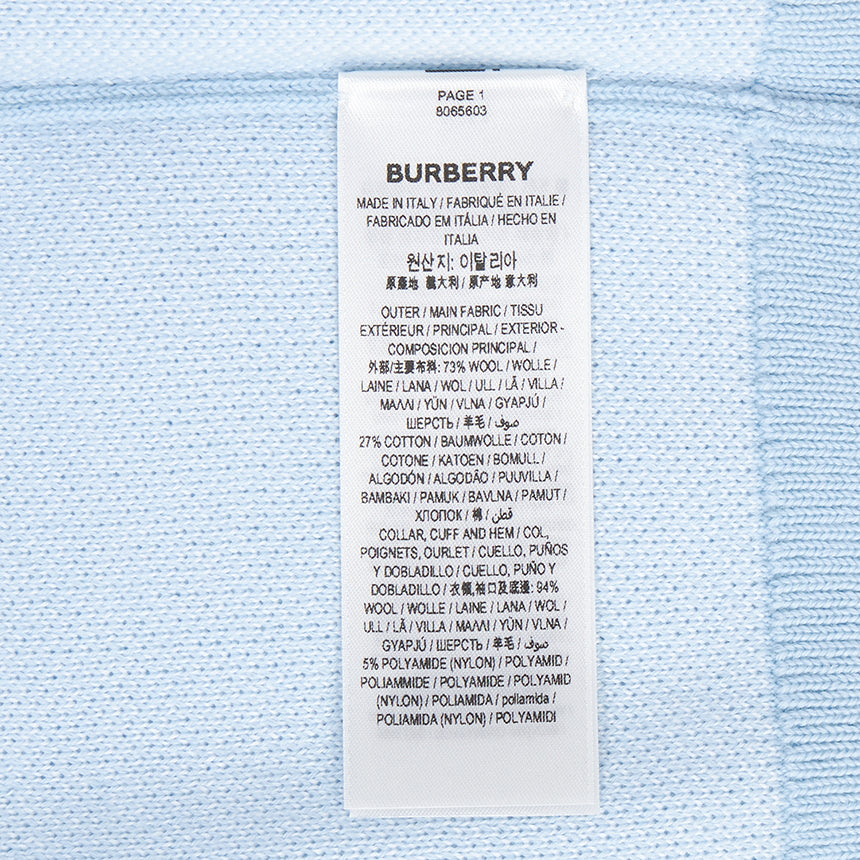 PAGE 1
8065603
BURBERRY
MADE IN ITALY / FABRIQUÉ EN ITALIE /
FABRICADO EM ITÁLIA / HECHO EN
ITALIA
원산지: 이탈리아
原產地 義大利 / 原产地 意大利
OUTER / MAIN FABRIC / TISSU
EXTÉRIEUR / PRINCIPAL / EXTERIOR -
COMPOSICION PRINCIPAL /
外部/主要布料: 73% WOOL / WOLLE /
LAINE / LANA / WOL / ULL / LÃ / VILLA /
ΜΑΛΛΙ / YÜN / VLNA / GYAPJÚ /
ШЕРСТЬ / 羊毛 / صوف /
27% COTTON / BAUMWOLLE / COTON /
COTONE / KATOEN / BOMULL /
ALGODÓN / ALGODÃO / PUUVILLA /
BAMBAKI / PAMUK / BAVLNA / PAMUT /
ХЛОПОК / 棉 / قطن /
COLLAR, CUFF AND HEM / COL,
POIGNETS, OURLET / CUELLO, PUÑOS
Y DOBLADILLO / CUELLO, PUÑO Y
DOBLADILLO / 衣領,袖口及底邊: 94%
WOOL / WOLLE / LAINE / LANA / WOL /
ULL / LÃ / VILLA / ΜΑΛΛΙ / YÜN / VLNA /
GYAPJÚ / ШЕРСТЬ / 羊毛 / صوف /
5% POLYAMIDE (NYLON) / POLYAMID /
POLIAMMIDE / POLYAMIDE / POLYAMID
(NYLON) / POLIAMIDA / poliamida /
POLIAMIDA (NYLON) / POLYAMIDI